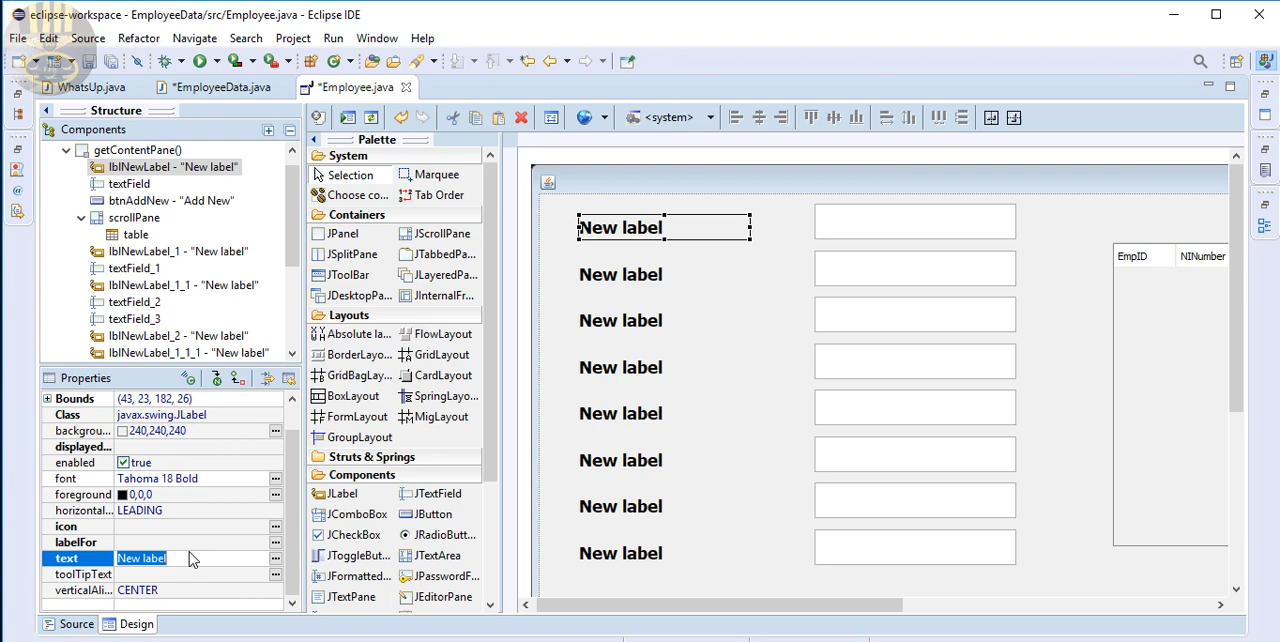 eclipse-workspace - EmployeeData/src/Employee.java - Eclipse IDE
File Edit Source Refactor Navigate Search Project Run Window Help
WhatsUp.java *EmployeeData.java *Employee.java
Structure
Components
getContentPane()
lblNewLabel - "New label"
textField
btnAddNew - "Add New"
scrollPane
table
lblNewLabel_1 - "New label"
textField_1
lblNewLabel_1_1 - "New label"
textField_2
textField_3
lblNewLabel_2 - "New label"
lblNewLabel_1_1_1 - "New label"
Properties
Bounds (43, 23, 182, 26)
Class javax.swing.JLabel
backgrou... 240,240,240
displayed...
enabled true
font Tahoma 18 Bold
foreground 0,0,0
horizontal... LEADING
icon
labelFor
text New label
toolTipText
verticalAli... CENTER
Source Design
<system>
Palette
System
Selection Marquee
Choose co... Tab Order
Containers
JPanel JScrollPane
JSplitPane JTabbedPa...
JToolBar JLayeredPa...
JDesktopPa... JInternalFr...
Layouts
Absolute la... FlowLayout
BorderLayo... GridLayout
GridBagLay... CardLayout
BoxLayout SpringLayo...
FormLayout MigLayout
GroupLayout
Struts & Springs
Components
JLabel JTextField
JComboBox JButton
JCheckBox JRadioButt...
JToggleBut... JTextArea
JFormatted... JPasswordF...
JTextPane JEditorPane
New label
New label
New label
New label
New label
New label
New label
New label
EmpID NINumber